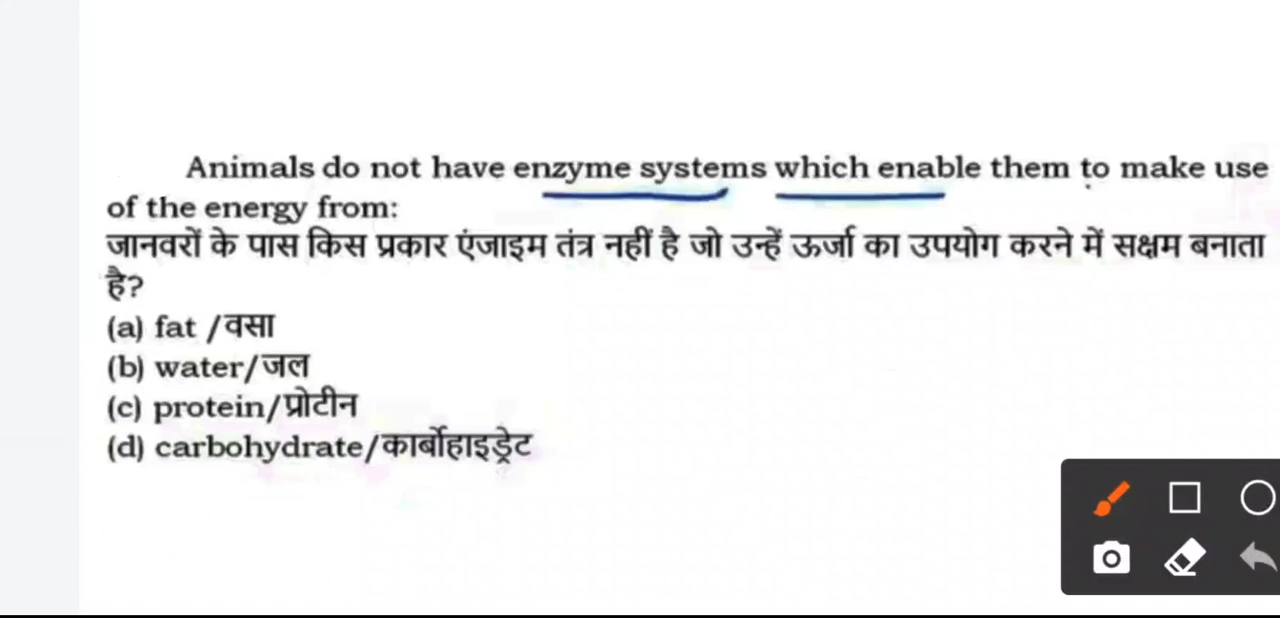 Animals do not have enzyme systems which enable them to make use
of the energy from:
जानवरों के पास किस प्रकार एंजाइम तंत्र नहीं है जो उन्हें ऊर्जा का उपयोग करने में सक्षम बनाता
है?
(a) fat /वसा
(b) water/जल
(c) protein/प्रोटीन
(d) carbohydrate/कार्बोहाइड्रेट